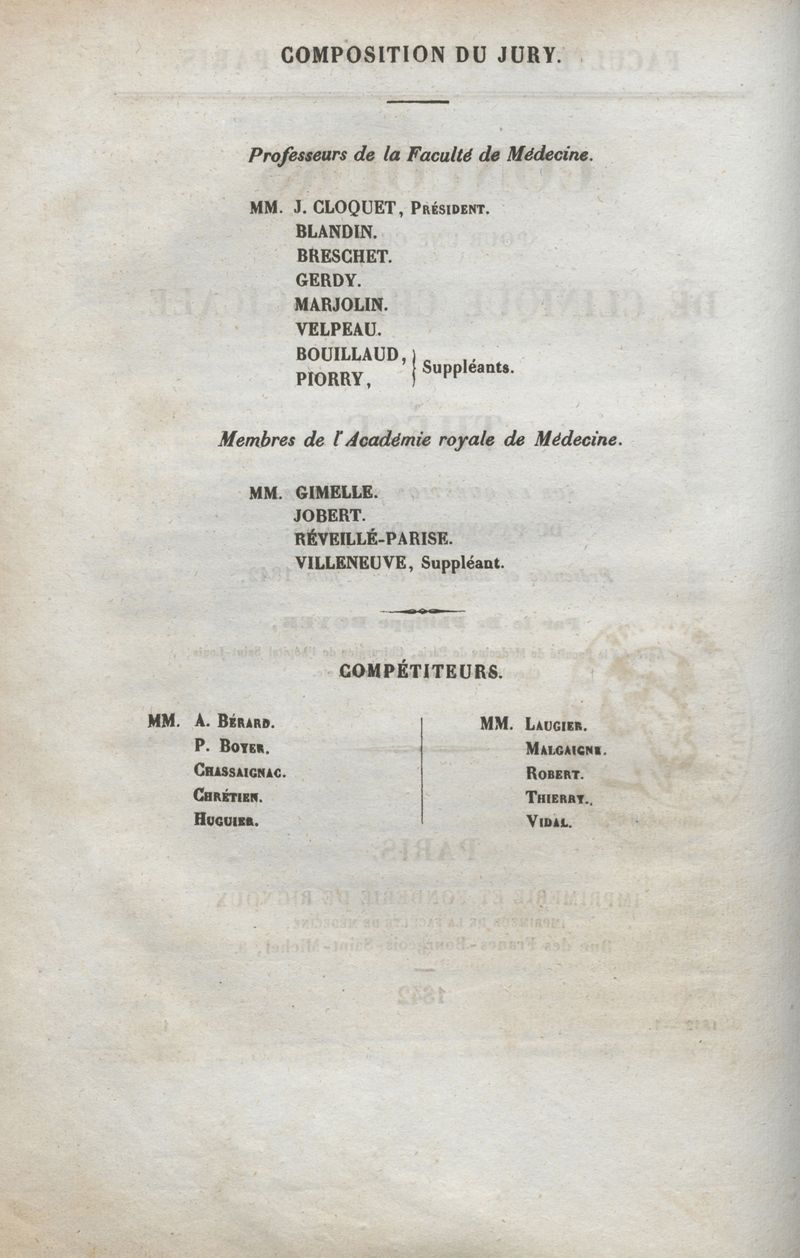 COMPOSITION DU JURY.
Professeurs de la Faculté de Médecine.
MM. J. CLOQUET, PRÉSIDENT.
BLANDIN.
BRESCHET.
GERDY.
MARJOLIN.
VELPEAU.
BOUILLAUD,
PIORRY,
} Suppléants.
Membres de l'Académie royale de Médecine.
MM. GIMELLE.
JOBERT.
RÉVEILLÉ-PARISE.
VILLENEUVE, Suppléant.
COMPÉTITEURS.
MM. A. BÉRARD.
P. BOYER.
CHASSAIGNAC.
CHRÉTIEN.
HUGUIER.
MM. LAUGIER.
MALGAIGNE.
ROBERT.
THIERRY.
VIDAL.